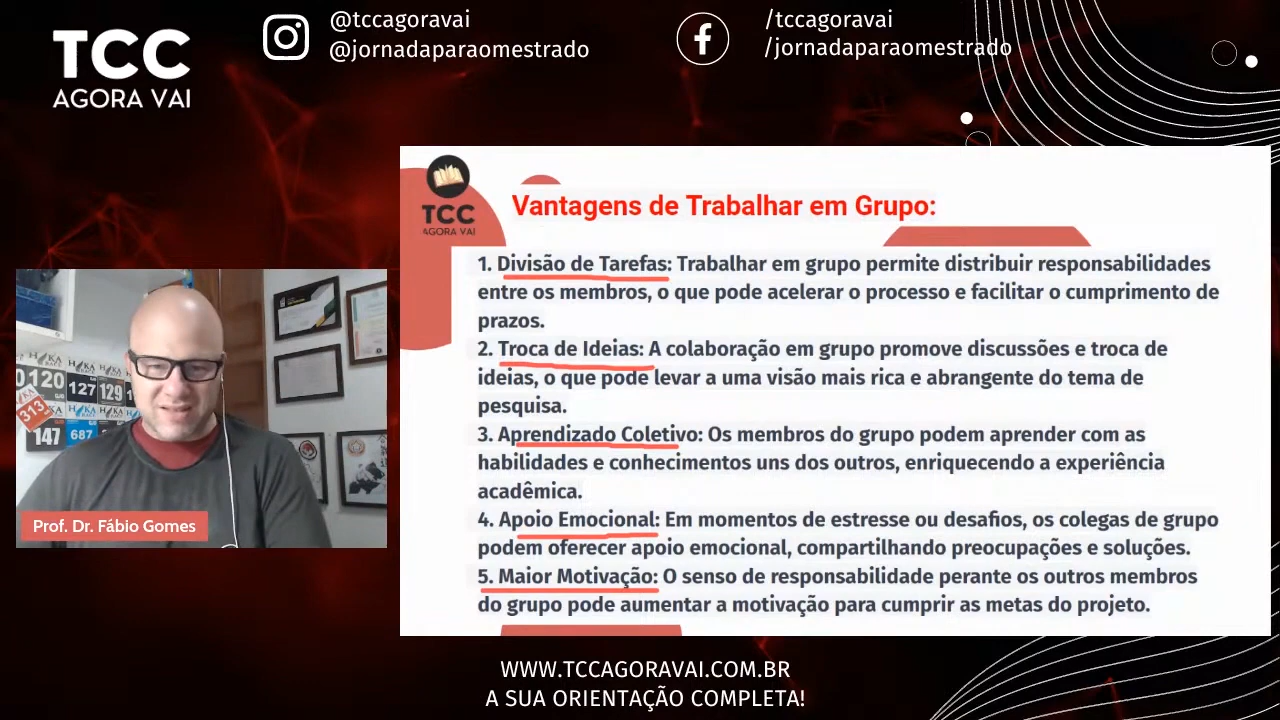 TCC
AGORA VAI
@tccagoravai
@jornadaparaomestrado
/tccagoravai
/jornadaparaomestrado
TCC
AGORA VAI
Vantagens de Trabalhar em Grupo:
1. Divisão de Tarefas: Trabalhar em grupo permite distribuir responsabilidades
entre os membros, o que pode acelerar o processo e facilitar o cumprimento de
prazos.
2. Troca de Ideias: A colaboração em grupo promove discussões e troca de
ideias, o que pode levar a uma visão mais rica e abrangente do tema de
pesquisa.
3. Aprendizado Coletivo: Os membros do grupo podem aprender com as
habilidades e conhecimentos uns dos outros, enriquecendo a experiência
acadêmica.
4. Apoio Emocional: Em momentos de estresse ou desafios, os colegas de grupo
podem oferecer apoio emocional, compartilhando preocupações e soluções.
5. Maior Motivação: O senso de responsabilidade perante os outros membros
do grupo pode aumentar a motivação para cumprir as metas do projeto.
0120
127
129
313
147
687
Prof. Dr. Fábio Gomes
WWW.TCCAGORAVAI.COM.BR
A SUA ORIENTAÇÃO COMPLETA!